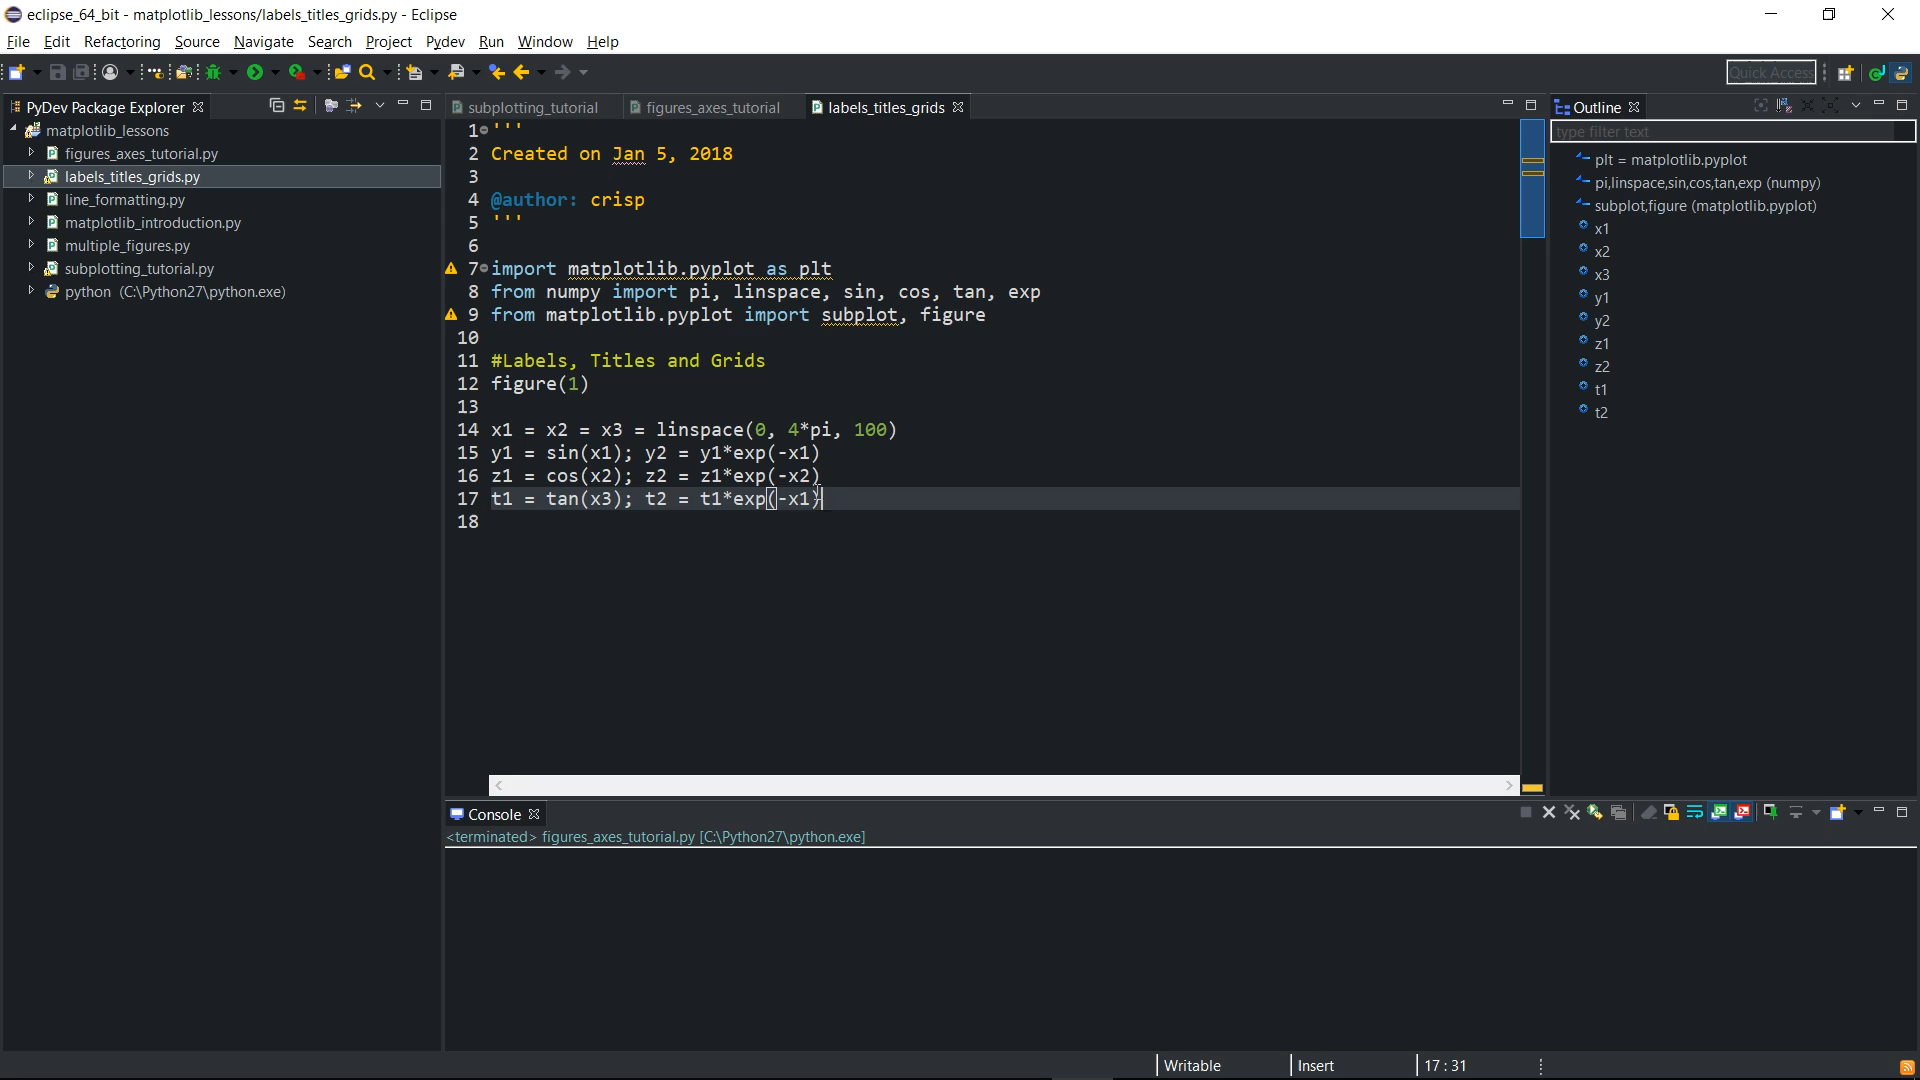 eclipse_64_bit - matplotlib_lessons/labels_titles_grids.py - Eclipse
File Edit Refactoring Source Navigate Search Project Pydev Run Window Help
Quick Access
PyDev Package Explorer
matplotlib_lessons
figures_axes_tutorial.py
labels_titles_grids.py
line_formatting.py
matplotlib_introduction.py
multiple_figures.py
subplotting_tutorial.py
python (C:\Python27\python.exe)
subplotting_tutorial figures_axes_tutorial labels_titles_grids
1 '''
2 Created on Jan 5, 2018
3
4 @author: crisp
5 '''
6
7 import matplotlib.pyplot as plt
8 from numpy import pi, linspace, sin, cos, tan, exp
9 from matplotlib.pyplot import subplot, figure
10
11 #Labels, Titles and Grids
12 figure(1)
13
14 x1 = x2 = x3 = linspace(0, 4*pi, 100)
15 y1 = sin(x1); y2 = y1*exp(-x1)
16 z1 = cos(x2); z2 = z1*exp(-x2)
17 t1 = tan(x3); t2 = t1*exp(-x1)
18
Outline
type filter text
plt = matplotlib.pyplot
pi,linspace,sin,cos,tan,exp (numpy)
subplot,figure (matplotlib.pyplot)
x1
x2
x3
y1
y2
z1
z2
t1
t2
Console
<terminated> figures_axes_tutorial.py [C:\Python27\python.exe]
Writable Insert 17 : 31